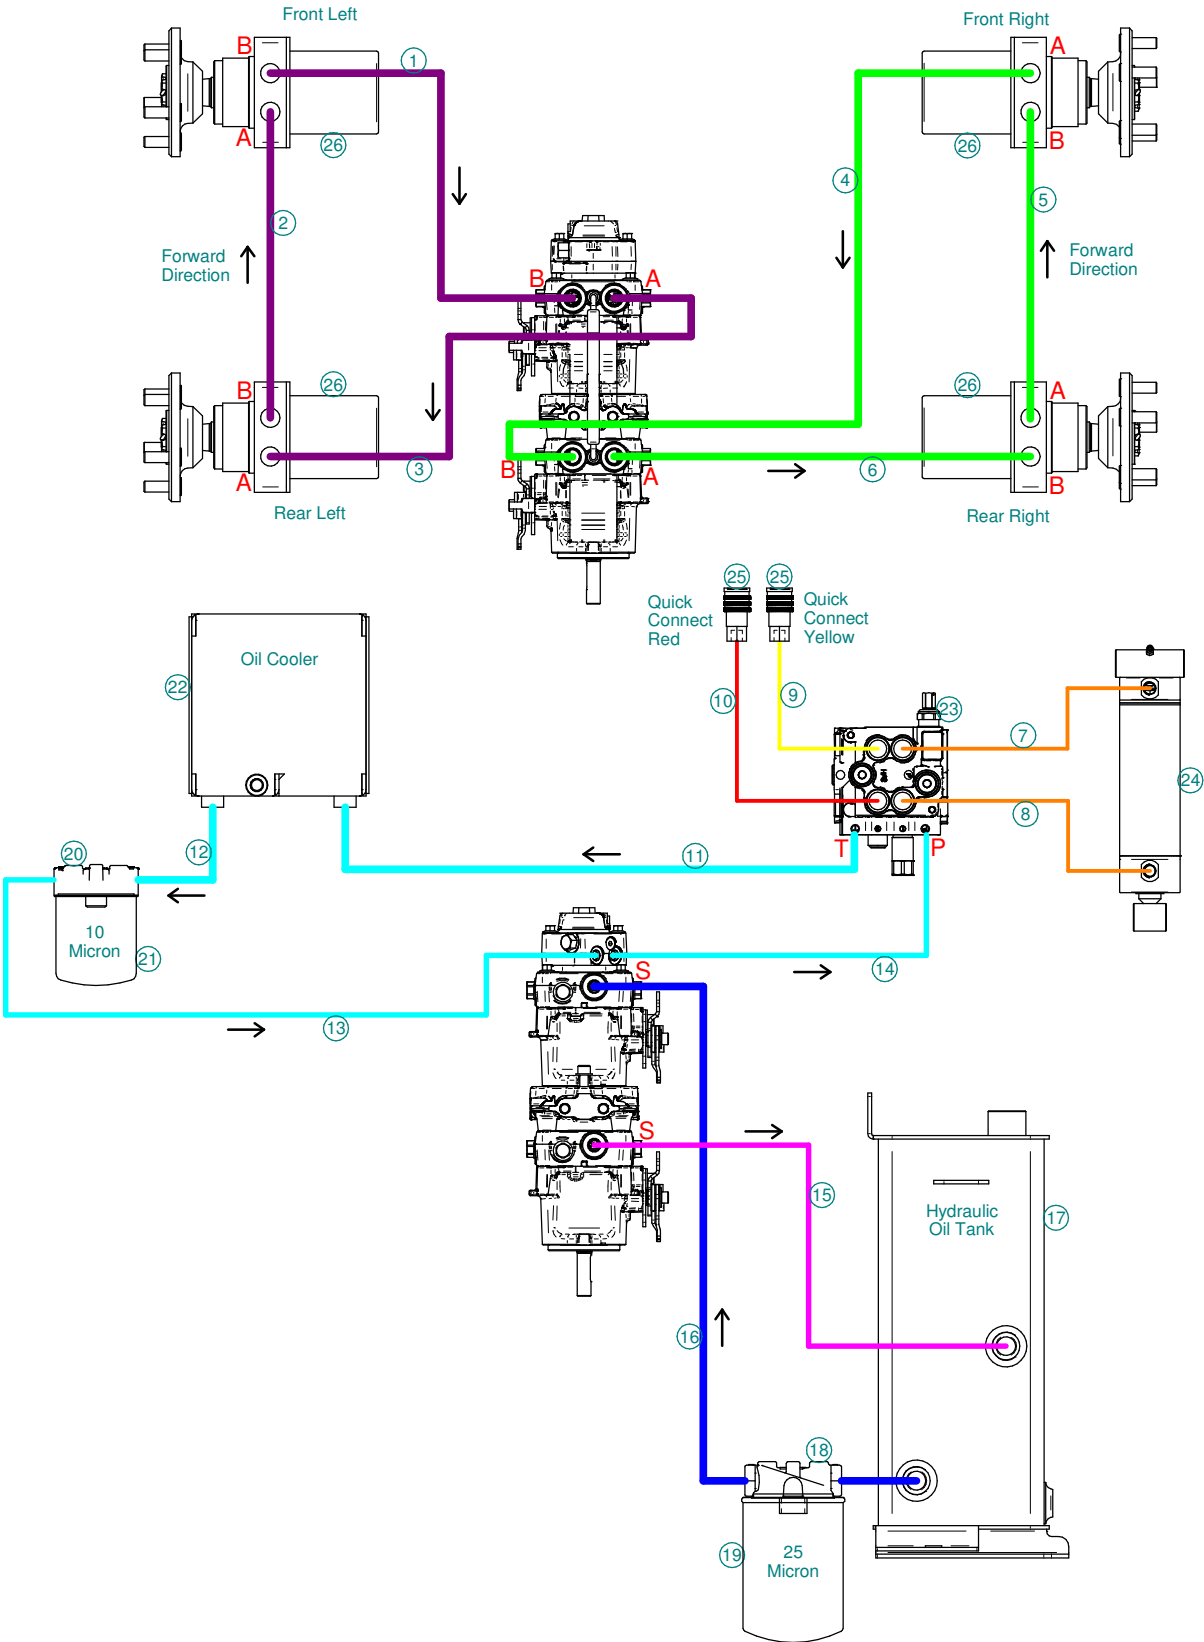 Front Left
Front Right
B
1
A
A
26
26
B
4
2
5
Forward
Direction
Forward
Direction
B
A
B
26
26
A
A
3
B
A
6
B
Rear Left
Rear Right
25
25
Quick
Connect
Red
Quick
Connect
Yellow
Oil Cooler
22
10
9
23
7
24
8
T
P
12
11
20
10
Micron
21
S
14
13
S
15
Hydraulic
Oil Tank
17
16
18
19
25
Micron